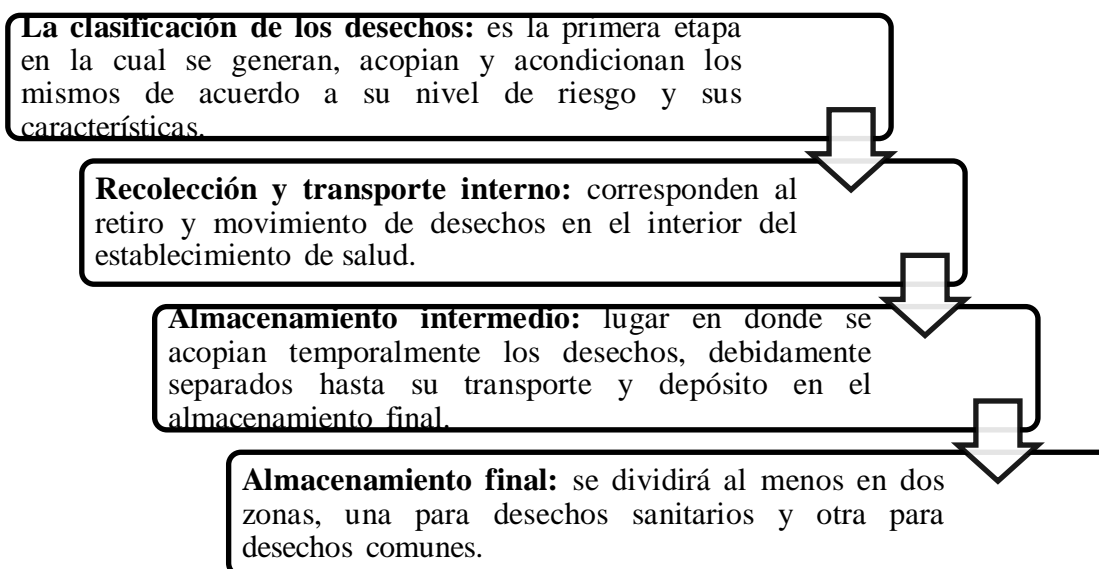 La clasificación de los desechos: es la primera etapa
en la cual se generan, acopian y acondicionan los
mismos de acuerdo a su nivel de riesgo y sus
características.
Recolección y transporte interno: corresponden al
retiro y movimiento de desechos en el interior del
establecimiento de salud.
Almacenamiento intermedio: lugar en donde se
acopian temporalmente los desechos, debidamente
separados hasta su transporte y depósito en el
almacenamiento final.
Almacenamiento final: se dividirá al menos en dos
zonas, una para desechos sanitarios y otra para
desechos comunes.